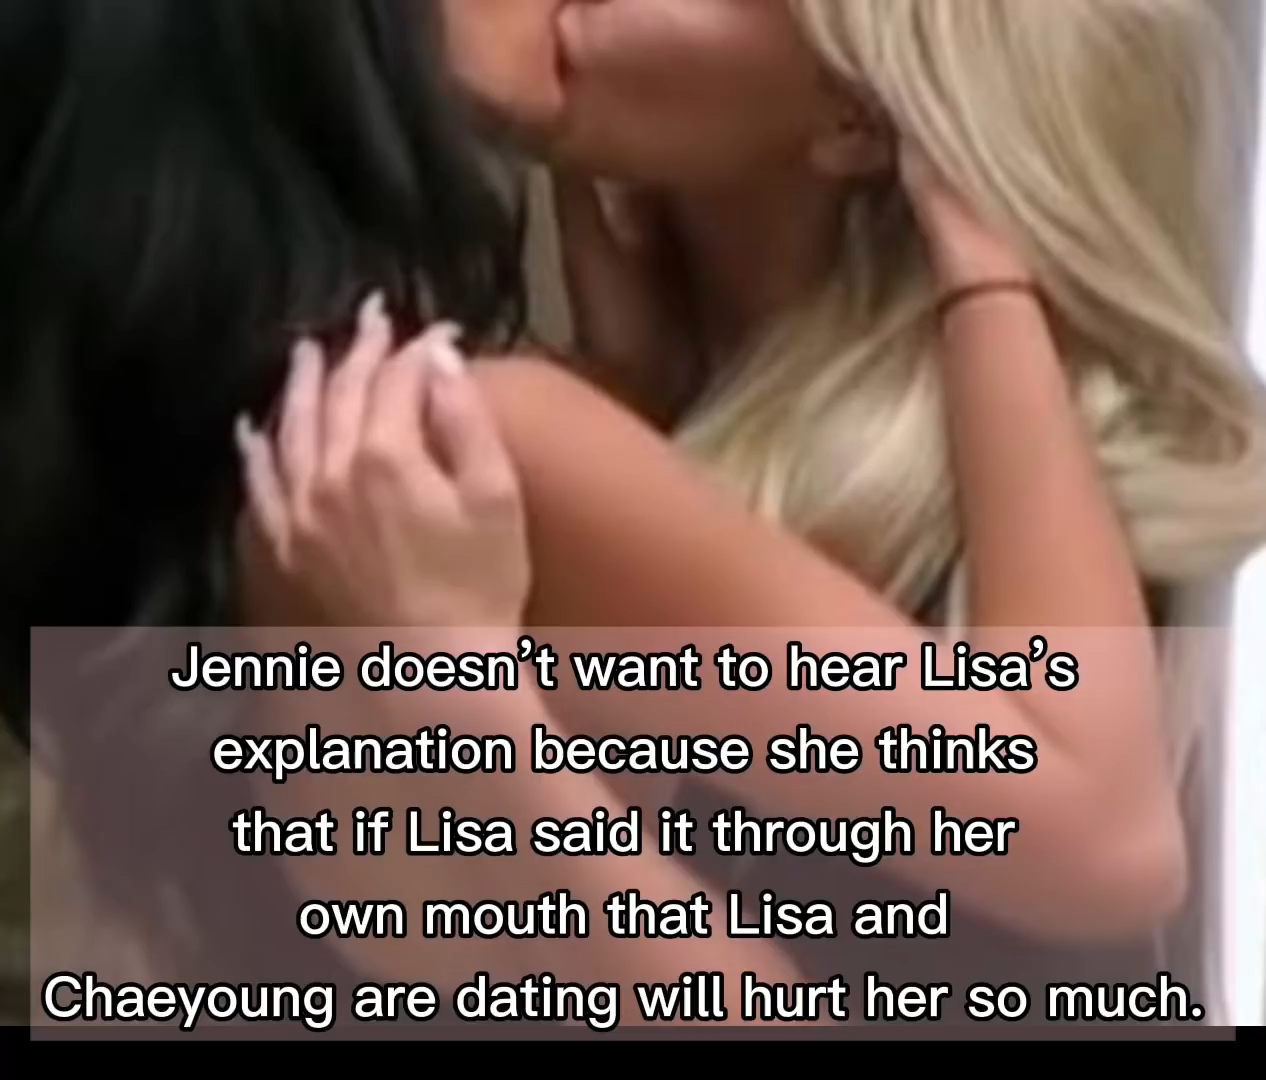 Jennie doesn’t want to hear Lisa’s
explanation because she thinks
that if Lisa said it through her
own mouth that Lisa and
Chaeyoung are dating will hurt her so much.